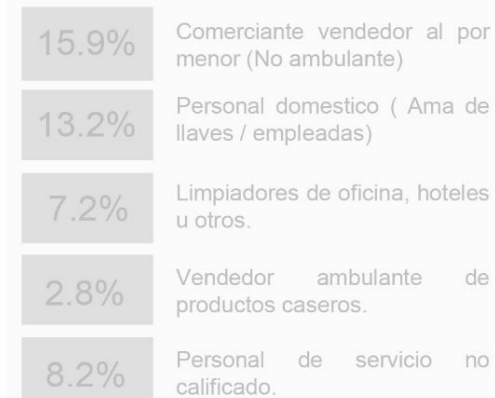 15.9%
Comerciante vendedor al por
menor (No ambulante)
13.2%
Personal domestico ( Ama de
llaves / empleadas)
7.2%
Limpiadores de oficina, hoteles
u otros.
2.8%
Vendedor ambulante de
productos caseros.
8.2%
Personal de servicio no
calificado.